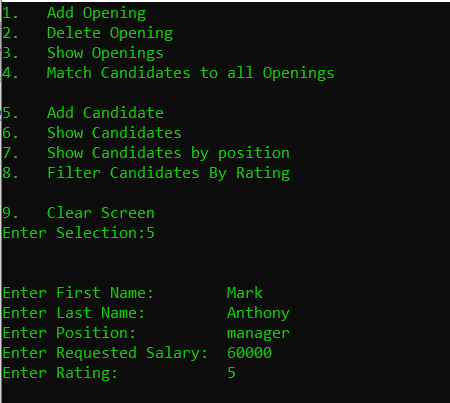 1.   Add Opening
2.   Delete Opening
3.   Show Openings
4.   Match Candidates to all Openings
5.   Add Candidate
6.   Show Candidates
7.   Show Candidates by position
8.   Filter Candidates By Rating
9.   Clear Screen
Enter Selection:5
Enter First Name:        Mark
Enter Last Name:         Anthony
Enter Position:          manager
Enter Requested Salary:  60000
Enter Rating:            5